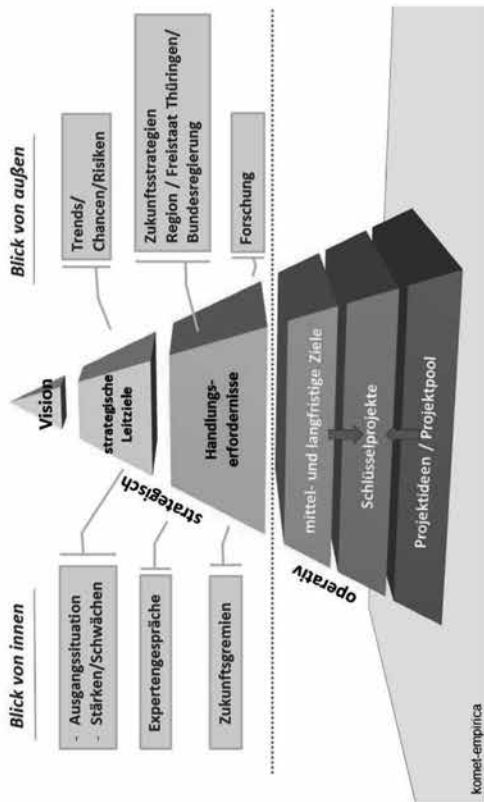 Blick von innen
Blick von außen
- Ausgangssituation
- Stärken/Schwächen
Expertengespräche
Zukunftsgremien
Vision
strategische
Leitziele
Handlungs-
erfordernisse
strategisch
Trends/
Chancen/Risiken
Zukunftsstrategien
Region / Freistaat Thüringen/
Bundesregierung
Forschung
operativ
mittel- und langfristige Ziele
Schlüsselprojekte
Projektideen / Projektpool
komet-empirica